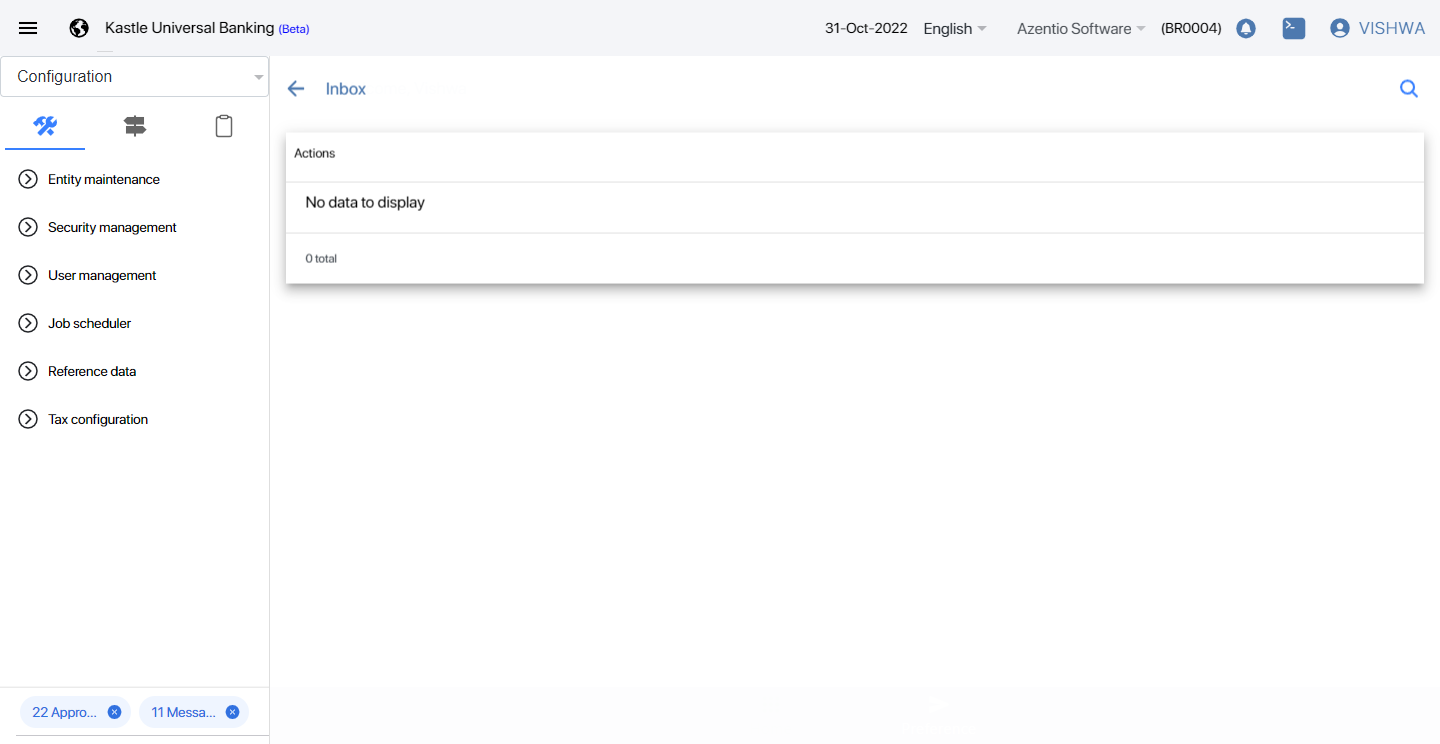 Kastle Universal Banking (Beta) 31-Oct-2022 English Azentio Software (BR0004) VISHWA
Configuration
Inbox
Entity maintenance
Security management
User management
Job scheduler
Reference data
Tax configuration
Actions
No data to display
0 total
22 Appro...
11 Messa...